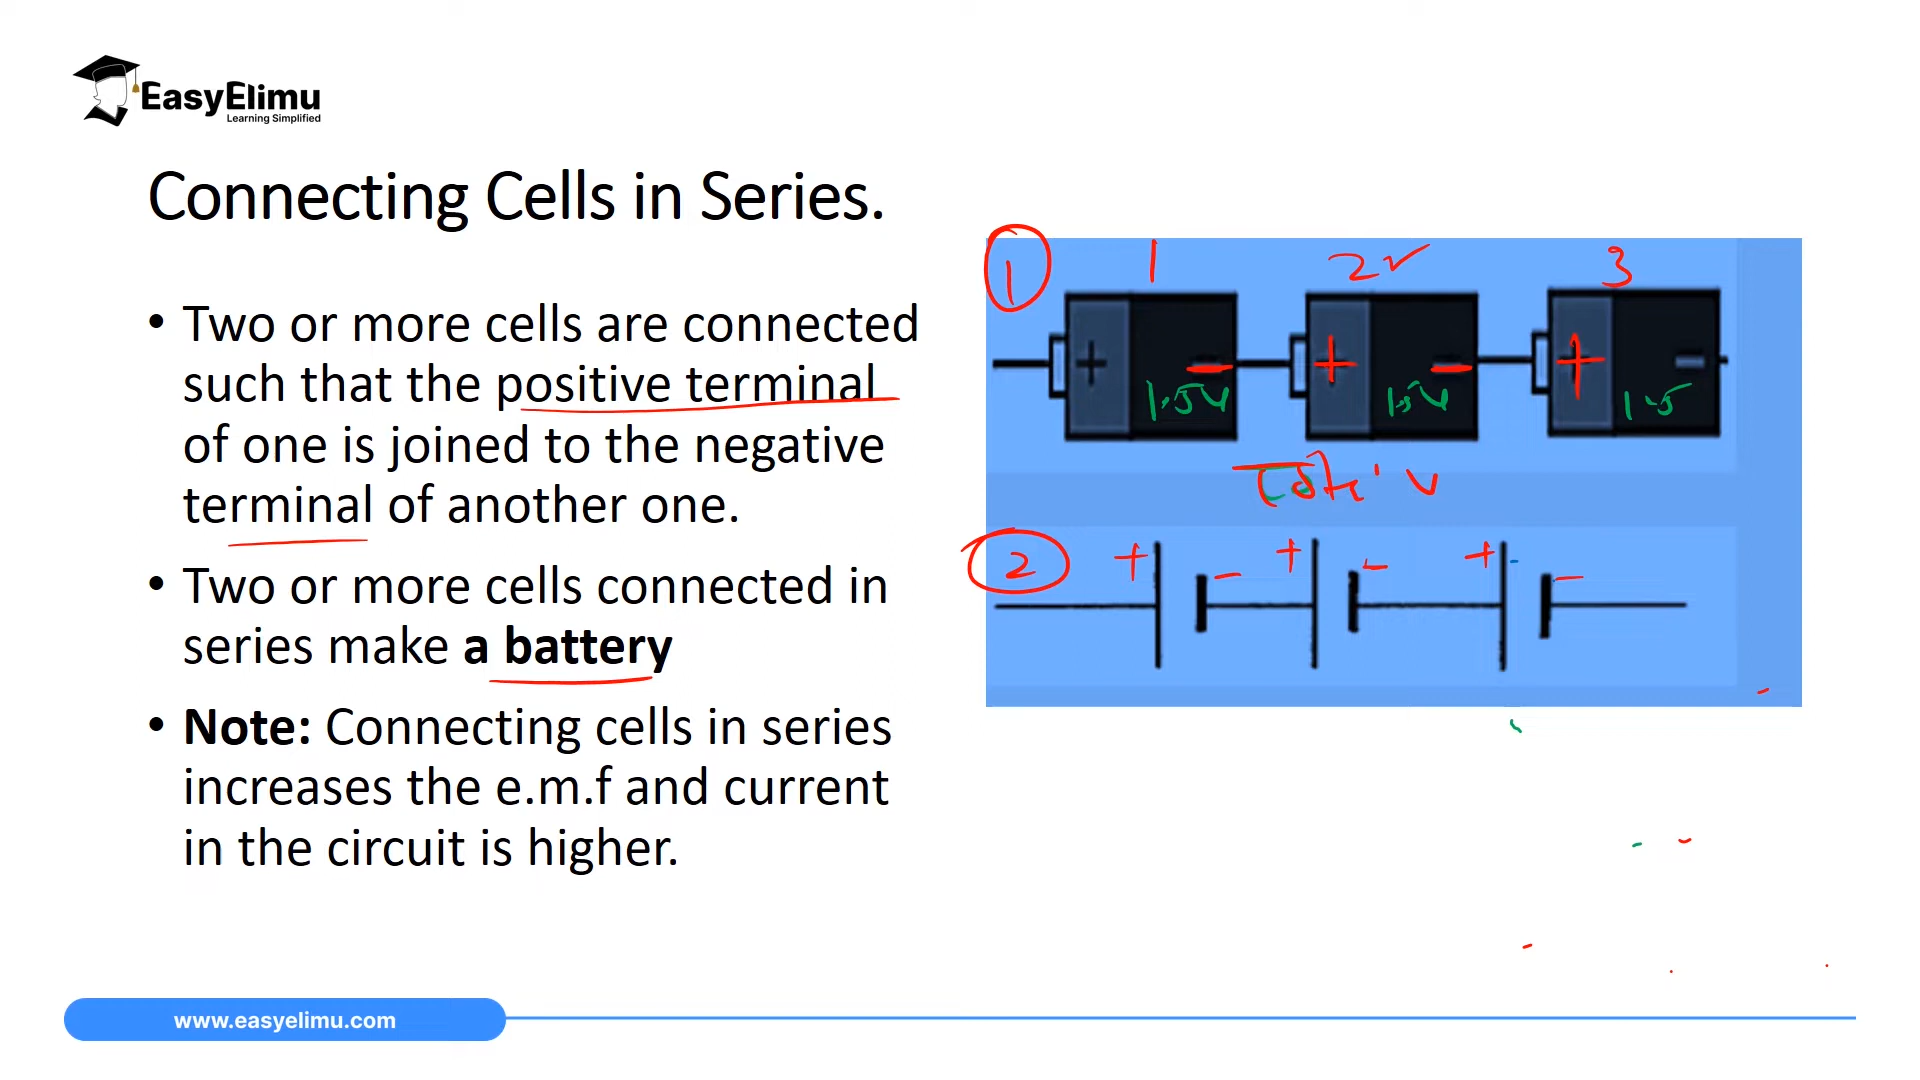 EasyElimu
Learning Simplified
Connecting Cells in Series.
• Two or more cells are connected
such that the positive terminal
of one is joined to the negative
terminal of another one.
• Two or more cells connected in
series make a battery
• Note: Connecting cells in series
increases the e.m.f and current
in the circuit is higher.
1 1 2 ✓ 3
+ - + - + -
1.5V 1.5V 1.5
V
2 + - + - + -
www.easyelimu.com